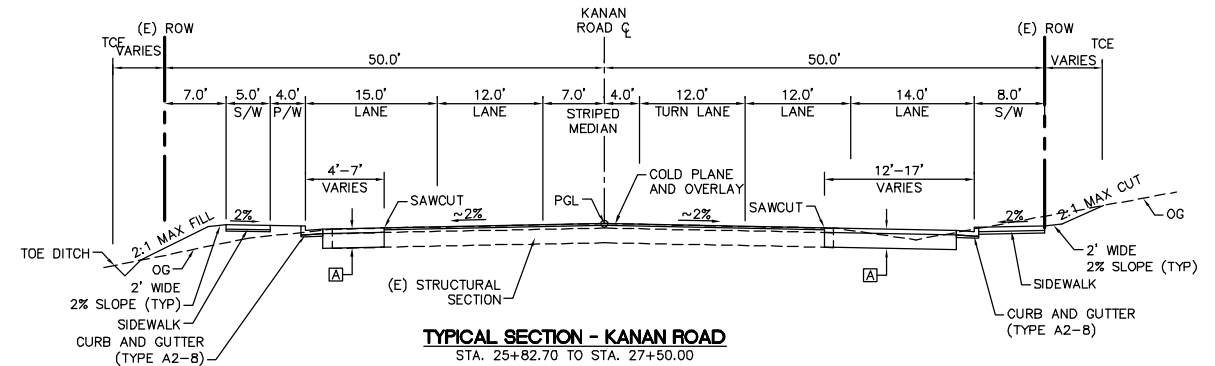 KANAN
ROAD ℄
(E) ROW
(E) ROW
TCE
VARIES
TCE
VARIES
50.0'
50.0'
7.0'
5.0'
S/W
4.0'
P/W
15.0'
LANE
12.0'
LANE
7.0'
4.0'
STRIPED
MEDIAN
12.0'
TURN LANE
12.0'
LANE
14.0'
LANE
8.0'
S/W
4'-7'
VARIES
SAWCUT
PGL
COLD PLANE
AND OVERLAY
SAWCUT
12'-17'
VARIES
2:1 MAX FILL
2%
~2%
~2%
2%
2:1 MAX CUT
OG
TOE DITCH
OG
A
A
2' WIDE
2% SLOPE (TYP)
SIDEWALK
CURB AND GUTTER
(TYPE A2-8)
(E) STRUCTURAL
SECTION
2' WIDE
2% SLOPE (TYP)
SIDEWALK
CURB AND GUTTER
(TYPE A2-8)
TYPICAL SECTION - KANAN ROAD
STA. 25+82.70 TO STA. 27+50.00